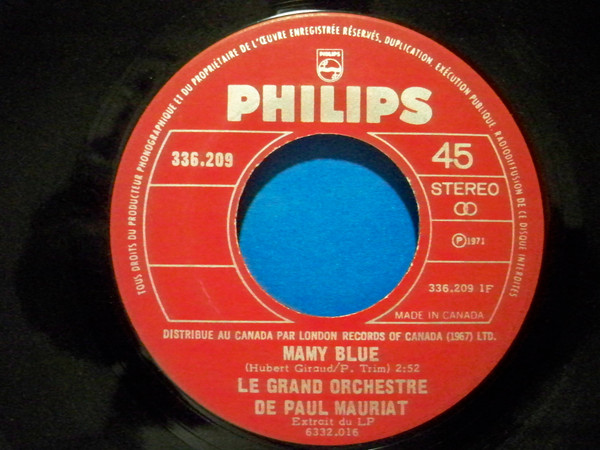 TOUS DROITS DU PRODUCTEUR PHONOGRAPHIQUE ET DU PROPRIÉTAIRE DE L'ŒUVRE ENREGISTRÉE RÉSERVÉS. DUPLICATION, EXÉCUTION PUBLIQUE RADIODIFFUSION DE CE DISQUE INTERDITES
PHILIPS
PHILIPS
336.209
45
STEREO
Ⓟ1971
336.209 1F
MADE IN CANADA
DISTRIBUE AU CANADA PAR LONDON RECORDS OF CANADA (1967) LTD.
MAMY BLUE
(Hubert Giraud/P. Trim) 2:52
LE GRAND ORCHESTRE
DE PAUL MAURIAT
Extrait du LP
6332.016